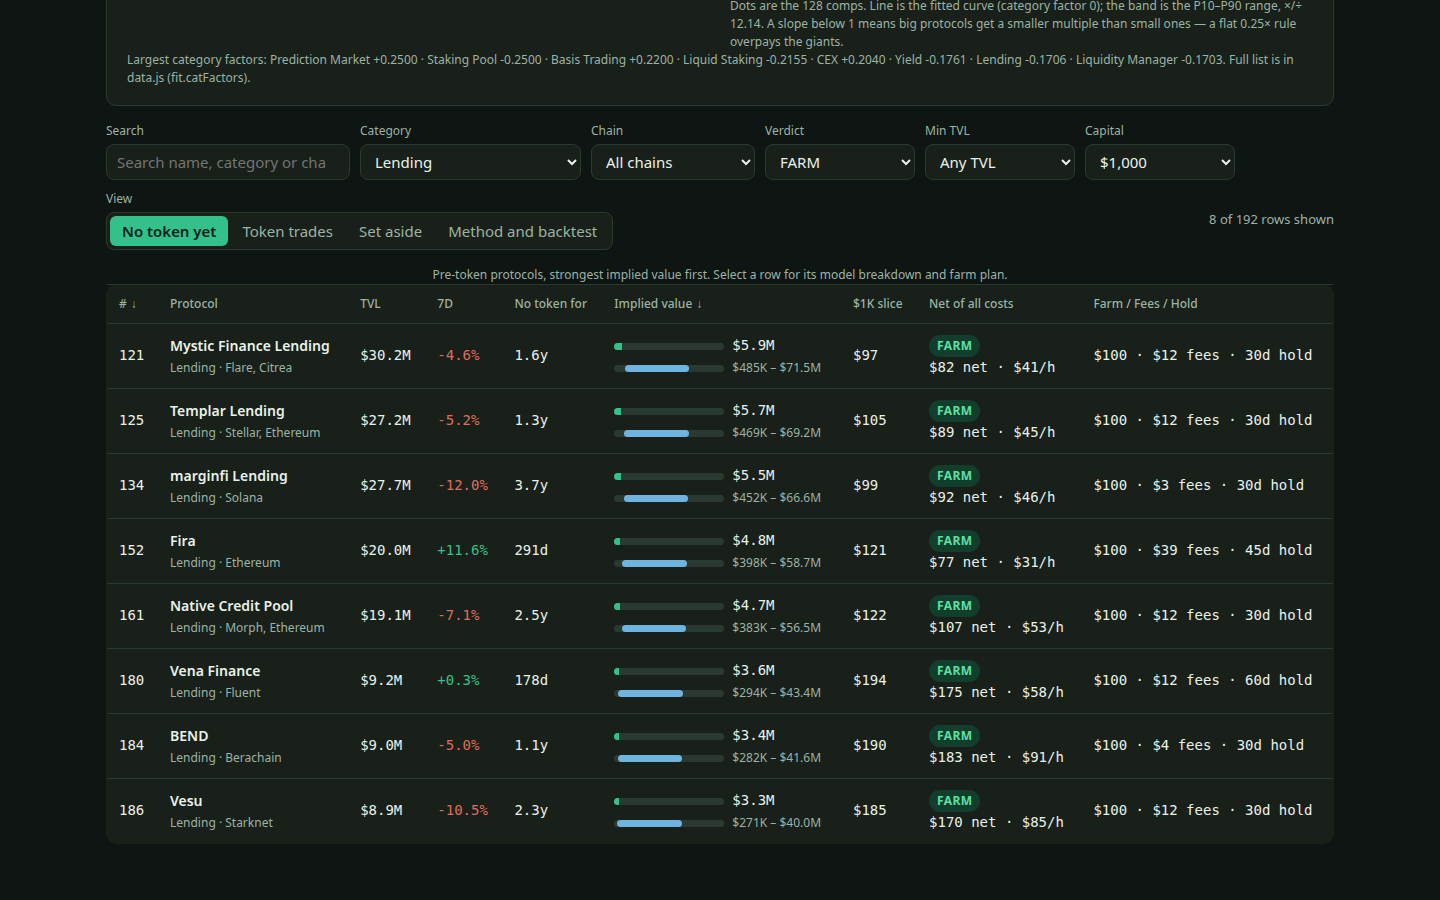 Dots are the 128 comps. Line is the fitted curve (category factor 0); the band is the P10–P90 range, ×/÷
12.14. A slope below 1 means big protocols get a smaller multiple than small ones — a flat 0.25× rule
overpays the giants.
Largest category factors: Prediction Market +0.2500 · Staking Pool -0.2500 · Basis Trading +0.2200 · Liquid Staking -0.2155 · CEX +0.2040 · Yield -0.1761 · Lending -0.1706 · Liquidity Manager -0.1703. Full list is in
data.js (fit.catFactors).
Search Category Chain Verdict Min TVL Capital
Search name, category or cha Lending All chains FARM Any TVL $1,000
View
No token yet Token trades Set aside Method and backtest 8 of 192 rows shown
Pre-token protocols, strongest implied value first. Select a row for its model breakdown and farm plan.
# ↓ Protocol TVL 7D No token for Implied value ↓ $1K slice Net of all costs Farm / Fees / Hold
121 Mystic Finance Lending $30.2M -4.6% 1.6y $5.9M $97 FARM $100 · $12 fees · 30d hold
Lending · Flare, Citrea $485K – $71.5M $82 net · $41/h
125 Templar Lending $27.2M -5.2% 1.3y $5.7M $105 FARM $100 · $12 fees · 30d hold
Lending · Stellar, Ethereum $469K – $69.2M $89 net · $45/h
134 marginfi Lending $27.7M -12.0% 3.7y $5.5M $99 FARM $100 · $3 fees · 30d hold
Lending · Solana $452K – $66.6M $92 net · $46/h
152 Fira $20.0M +11.6% 291d $4.8M $121 FARM $100 · $39 fees · 45d hold
Lending · Ethereum $398K – $58.7M $77 net · $31/h
161 Native Credit Pool $19.1M -7.1% 2.5y $4.7M $122 FARM $100 · $12 fees · 30d hold
Lending · Morph, Ethereum $383K – $56.5M $107 net · $53/h
180 Vena Finance $9.2M +0.3% 178d $3.6M $194 FARM $100 · $12 fees · 60d hold
Lending · Fluent $294K – $43.4M $175 net · $58/h
184 BEND $9.0M -5.0% 1.1y $3.4M $190 FARM $100 · $4 fees · 30d hold
Lending · Berachain $282K – $41.6M $183 net · $91/h
186 Vesu $8.9M -10.5% 2.3y $3.3M $185 FARM $100 · $12 fees · 30d hold
Lending · Starknet $271K – $40.0M $170 net · $85/h